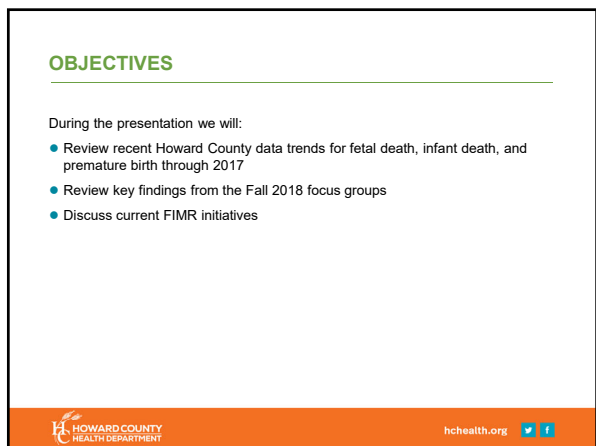 OBJECTIVES
During the presentation we will:
Review recent Howard County data trends for fetal death, infant death, and
premature birth through 2017
Review key findings from the Fall 2018 focus groups
Discuss current FIMR initiatives
HC HOWARD COUNTY
HEALTH DEPARTMENT
hchealth.org